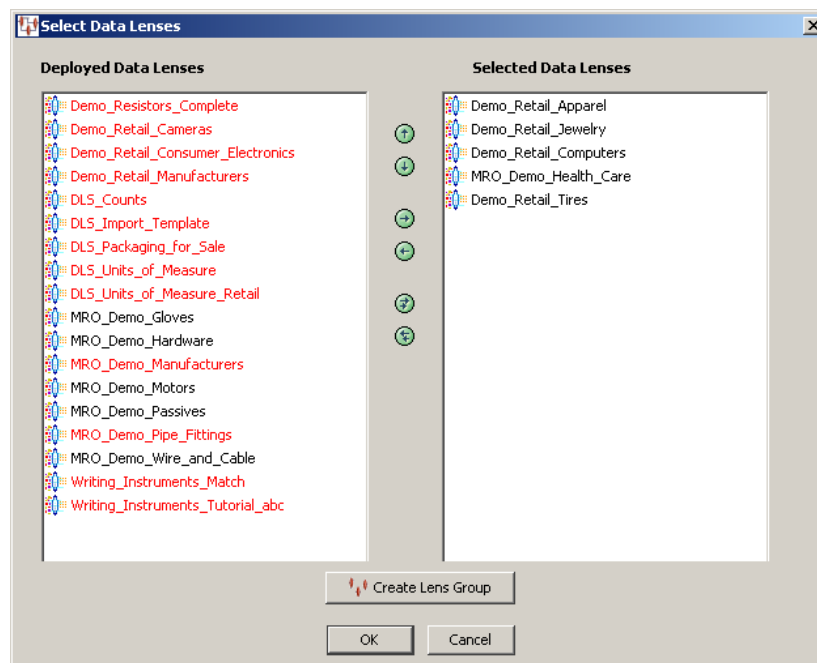 Select Data Lenses
Deployed Data Lenses
Demo_Resistors_Complete
Demo_Retail_Cameras
Demo_Retail_Consumer_Electronics
Demo_Retail_Manufacturers
DLS_Counts
DLS_Import_Template
DLS_Packaging_for_Sale
DLS_Units_of_Measure
DLS_Units_of_Measure_Retail
MRO_Demo_Gloves
MRO_Demo_Hardware
MRO_Demo_Manufacturers
MRO_Demo_Motors
MRO_Demo_Passives
MRO_Demo_Pipe_Fittings
MRO_Demo_Wire_and_Cable
Writing_Instruments_Match
Writing_Instruments_Tutorial_abc
Selected Data Lenses
Demo_Retail_Apparel
Demo_Retail_Jewelry
Demo_Retail_Computers
MRO_Demo_Health_Care
Demo_Retail_Tires
Create Lens Group
OK
Cancel